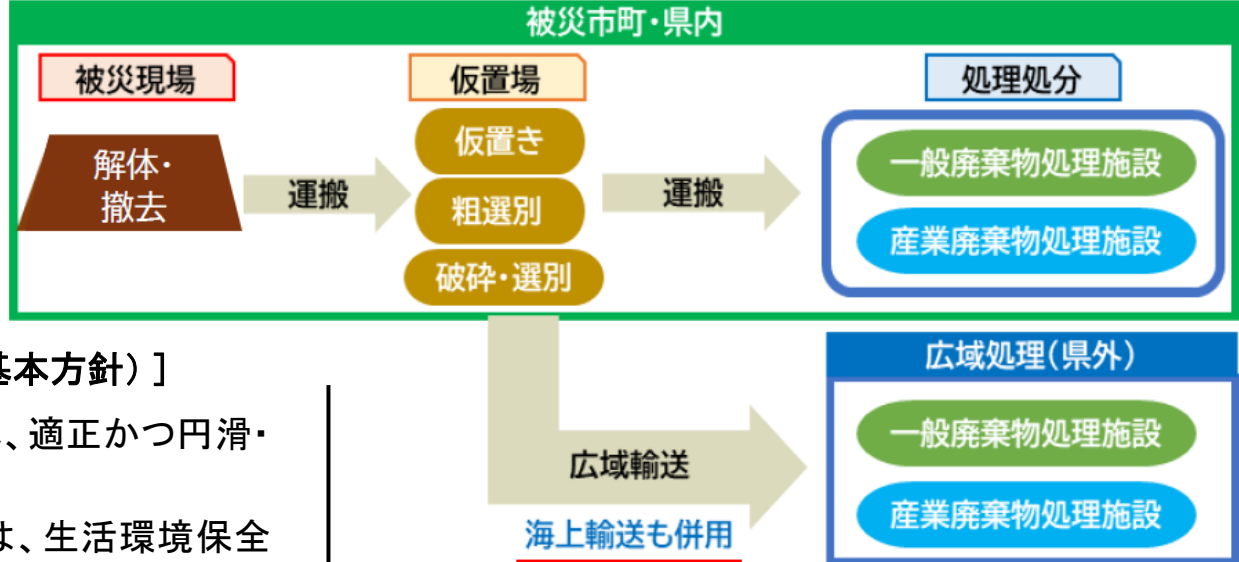 被災市町・県内
被災現場
仮置場
処理処分
解体・
撤去
運搬
仮置き
粗選別
破砕・選別
運搬
一般廃棄物処理施設
産業廃棄物処理施設
基本方針）］
、適正かつ円滑・
は、生活環境保全
広域輸送
海上輸送も併用
広域処理（県外）
一般廃棄物処理施設
産業廃棄物処理施設